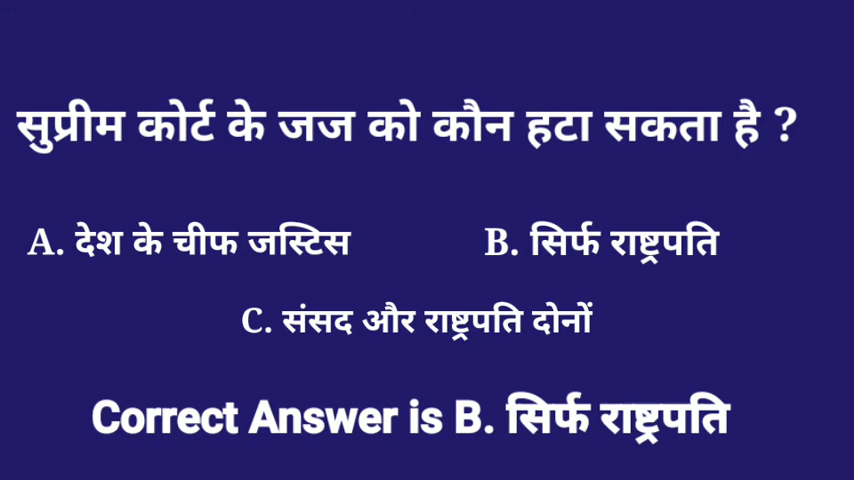 सुप्रीम कोर्ट के जज को कौन हटा सकता है ?
A. देश के चीफ जस्टिस B. सिर्फ राष्ट्रपति
C. संसद और राष्ट्रपति दोनों
Correct Answer is B. सिर्फ राष्ट्रपति